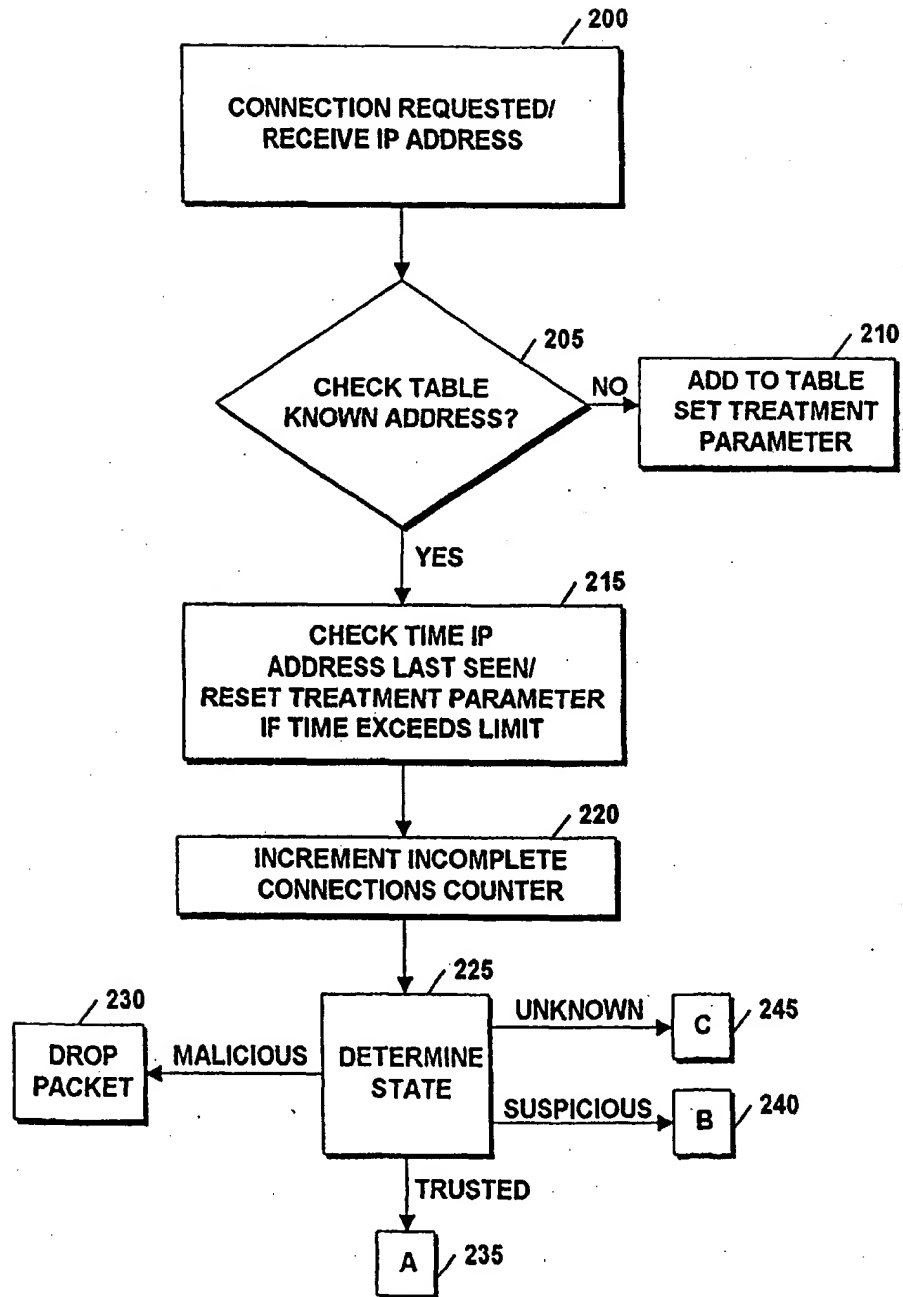 200
CONNECTION REQUESTED/
RECEIVE IP ADDRESS
205
CHECK TABLE
KNOWN ADDRESS?
NO
210
ADD TO TABLE
SET TREATMENT
PARAMETER
YES
215
CHECK TIME IP
ADDRESS LAST SEEN/
RESET TREATMENT PARAMETER
IF TIME EXCEEDS LIMIT
220
INCREMENT INCOMPLETE
CONNECTIONS COUNTER
225
DETERMINE
STATE
230
DROP
PACKET
MALICIOUS
UNKNOWN
C
245
SUSPICIOUS
B
240
TRUSTED
A
235